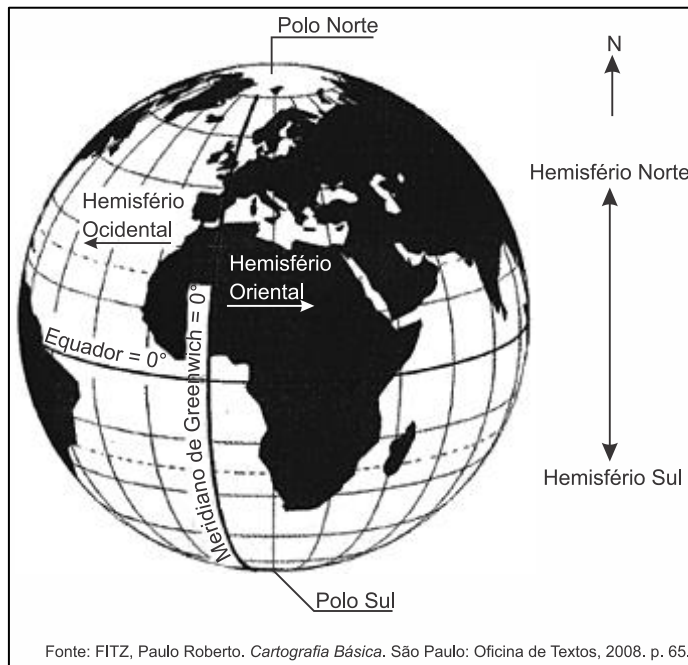 Polo Norte
N
Hemisfério Norte
Hemisfério
Ocidental
Hemisfério
Oriental
Equador = 0°
Meridiano de Greenwich = 0°
Hemisfério Sul
Polo Sul
Fonte: FITZ, Paulo Roberto. Cartografia Básica. São Paulo: Oficina de Textos, 2008. p. 65.